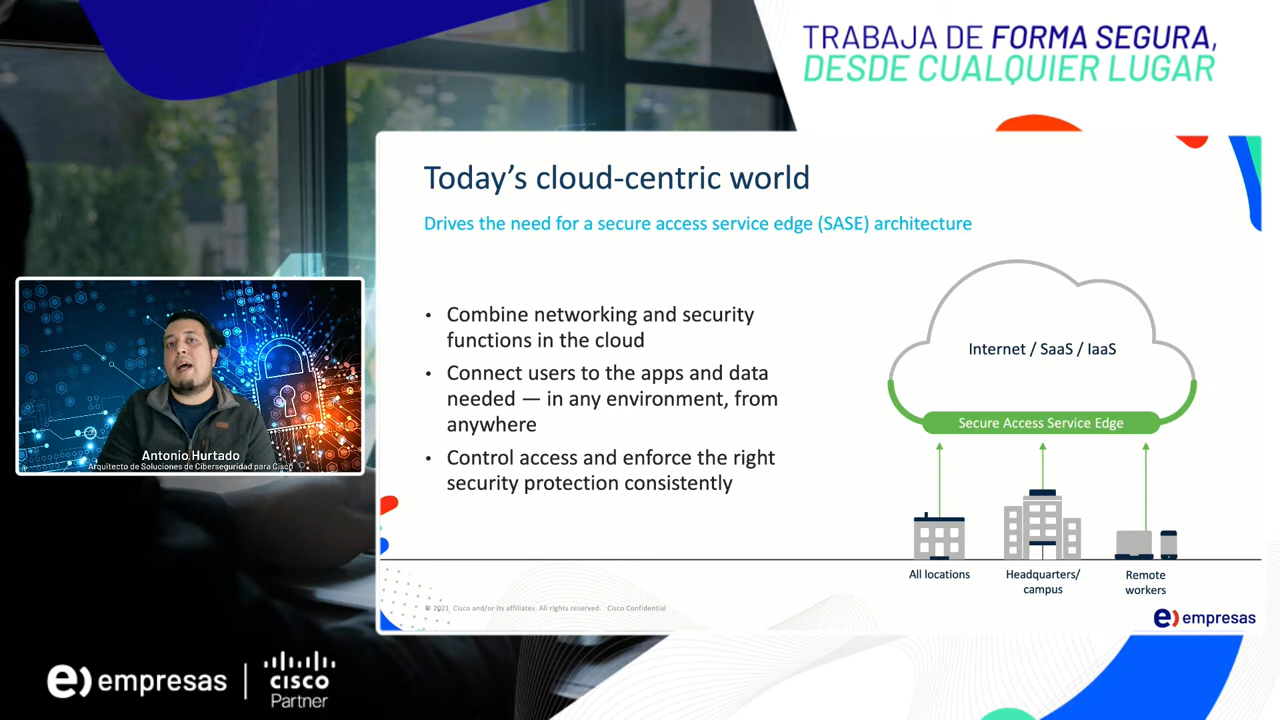 TRABAJA DE FORMA SEGURA,
DESDE CUALQUIER LUGAR
Today's cloud-centric world
Drives the need for a secure access service edge (SASE) architecture
• Combine networking and security
functions in the cloud
• Connect users to the apps and data
needed — in any environment, from
anywhere
• Control access and enforce the right
security protection consistently
Internet / SaaS / IaaS
Secure Access Service Edge
All locations
Headquarters/
campus
Remote
workers
© 2021 Cisco and/or its affiliates. All rights reserved. Cisco Confidential
e) empresas
Antonio Hurtado
Arquitecto de Soluciones de Ciberseguridad para Cisco
e) empresas
CISCO
Partner